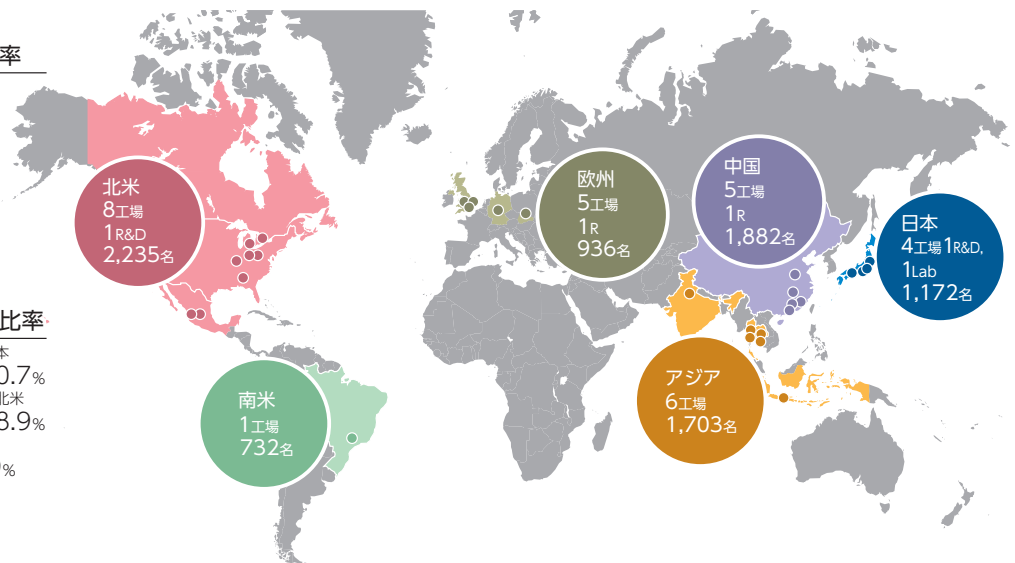 率
比率
本
0.7%
北米
8.9%
%
北米
8工場
1R&D
2,235名
南米
1工場
732名
欧州
5工場
1R
936名
中国
5工場
1R
1,882名
日本
4工場1R&D,
1Lab
1,172名
アジア
6工場
1,703名